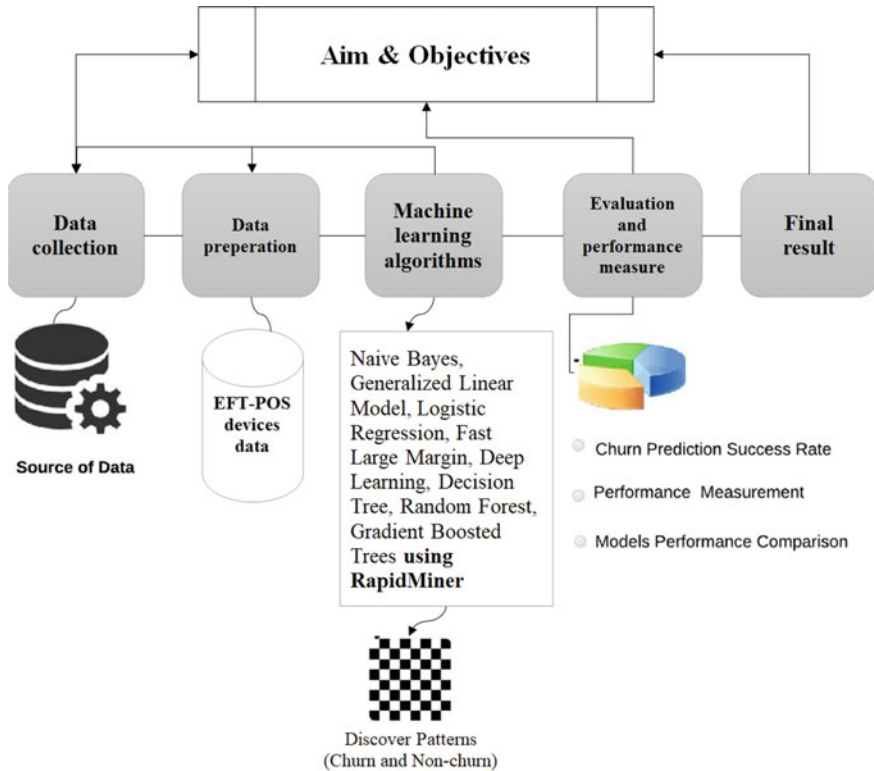 Aim & Objectives
Data
collection
Data
preperation
Machine
learning
algorithms
Evaluation
and
performance
measure
Final
result
Source of Data
EFT-POS
devices
data
Naive Bayes,
Generalized Linear
Model, Logistic
Regression, Fast
Large Margin, Deep
Learning, Decision
Tree, Random Forest,
Gradient Boosted
Trees using
RapidMiner
Churn Prediction Success Rate
Performance Measurement
Models Performance Comparison
Discover Patterns
(Churn and Non-churn)